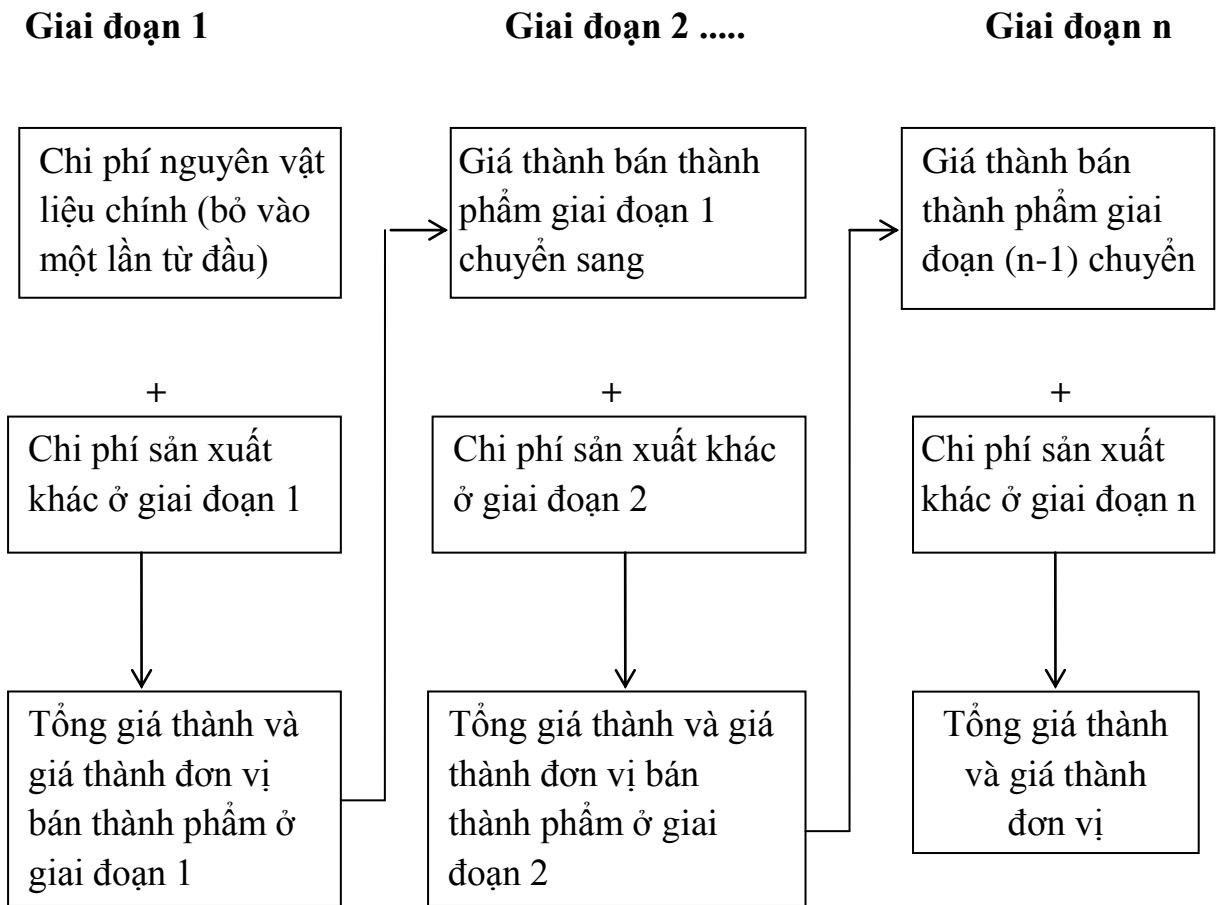 Giai đoạn 1
Giai đoạn 2 .....
Giai đoạn n
Chi phí nguyên vật
liệu chính (bỏ vào
một lần từ đầu)
Giá thành bán thành
phẩm giai đoạn 1
chuyển sang
Giá thành bán
thành phẩm giai
đoạn (n-1) chuyển
+
+
+
Chi phí sản xuất
khác ở giai đoạn 1
Chi phí sản xuất khác
ở giai đoạn 2
Chi phí sản xuất
khác ở giai đoạn n
Tổng giá thành và
giá thành đơn vị
bán thành phẩm ở
giai đoạn 1
Tổng giá thành và giá
thành đơn vị bán
thành phẩm ở giai
đoạn 2
Tổng giá thành
và giá thành
đơn vị